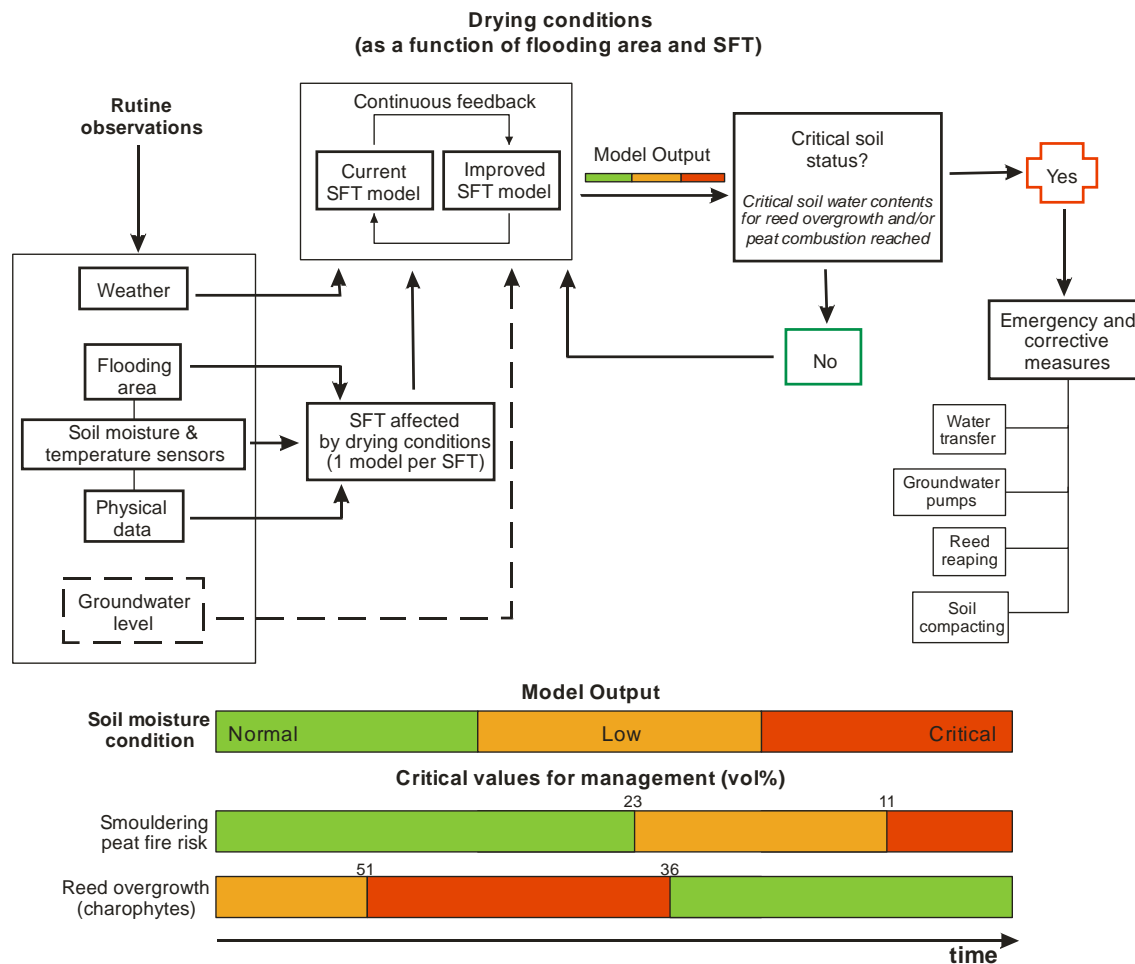 Drying conditions
(as a function of flooding area and SFT)
Rutine
observations
Continuous feedback
Current
SFT model
Improved
SFT model
Model Output
Critical soil
status?
Critical soil water contents
for reed overgrowth and/or
peat combustion reached
Yes
No
Weather
Flooding
area
Soil moisture &
temperature sensors
Physical
data
Groundwater
level
SFT affected
by drying conditions
(1 model per SFT)
Emergency and
corrective
measures
Water
transfer
Groundwater
pumps
Reed
reaping
Soil
compacting
Model Output
Soil moisture
condition
Normal
Low
Critical
Critical values for management (vol%)
23
11
Smouldering
peat fire risk
51
36
Reed overgrowth
(charophytes)
time